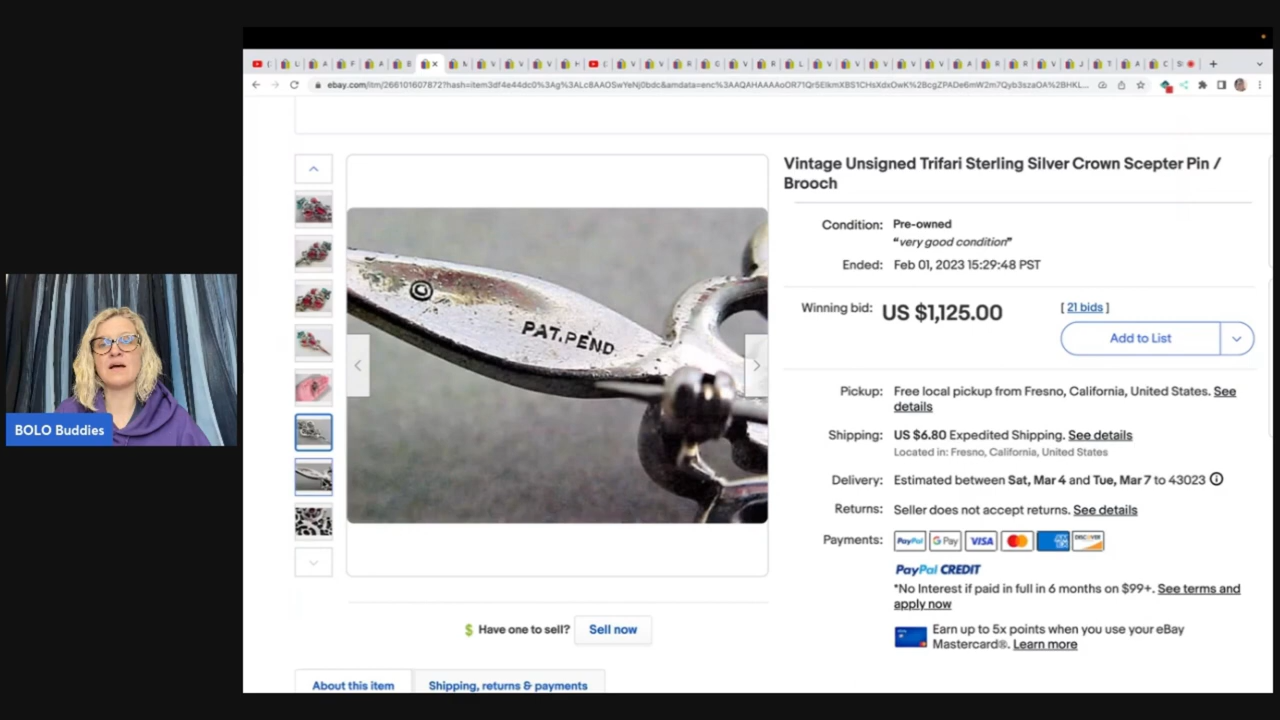 ebay.com/itm/266101607872?hash=item3df4e44dc0%3Ag%3ALc8AAOSwYeNj0bdc&amdata=enc%3AAQAHAAAAoOR71Qr5ElkmXBS1CHsXdsOwK%2BcgZPADe6mW2m7Qyb3szaOA%2BHKL...
Vintage Unsigned Trifari Sterling Silver Crown Scepter Pin /
Brooch
Condition: Pre-owned
“very good condition”
Ended: Feb 01, 2023 15:29:48 PST
Winning bid: US $1,125.00 [ 21 bids ]
Add to List
© PAT.PEND
Pickup: Free local pickup from Fresno, California, United States. See
details
Shipping: US $6.80 Expedited Shipping. See details
Located in: Fresno, California, United States
Delivery: Estimated between Sat, Mar 4 and Tue, Mar 7 to 43023
Returns: Seller does not accept returns. See details
Payments: PayPal G Pay VISA DISCOVER
PayPal CREDIT
*No Interest if paid in full in 6 months on $99+. See terms and
apply now
Earn up to 5x points when you use your eBay
Mastercard®. Learn more
$ Have one to sell? Sell now
About this item Shipping, returns & payments
BOLO Buddies